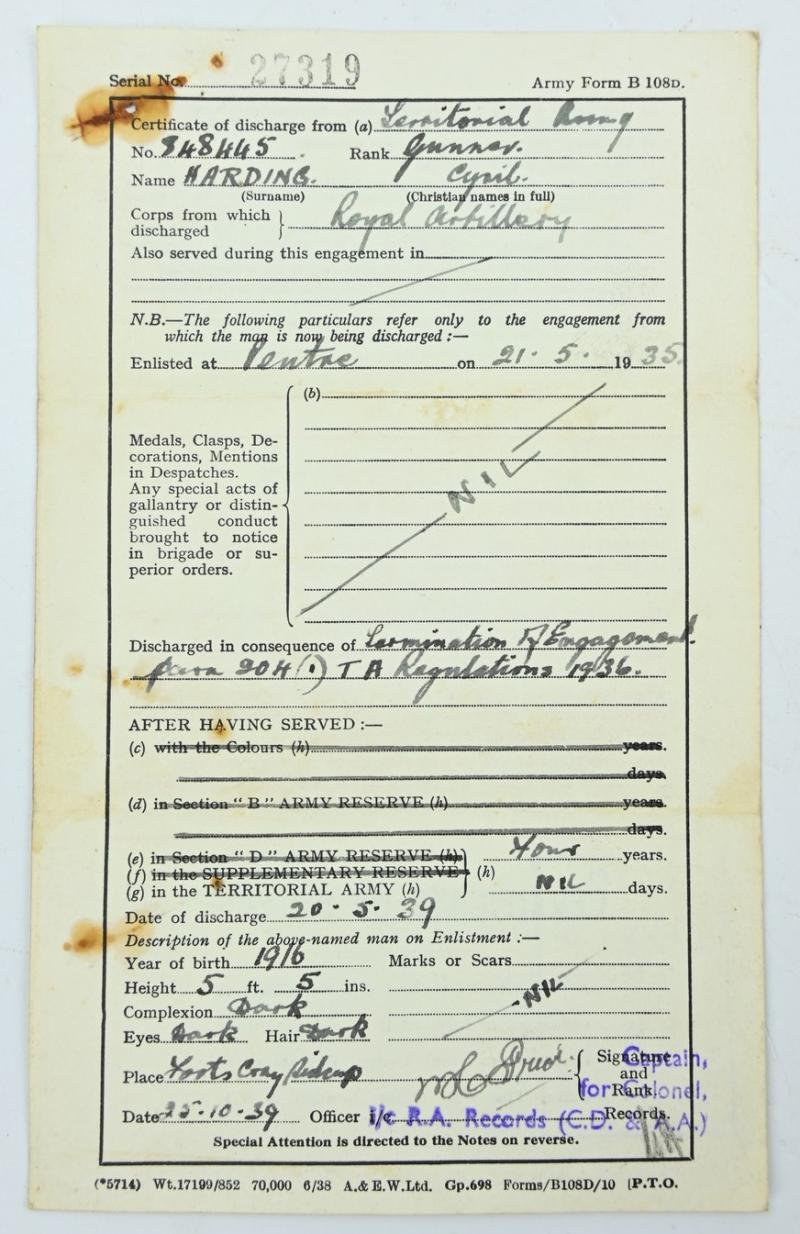 Serial No. 27319 Army Form B 108D.
Certificate of discharge from (a) Territorial Army
No. 848445 . Rank Gunner.
Name HARDING. Cyril.
(Surname) (Christian names in full)
Corps from which discharged } Royal Artillery
Also served during this engagement in
N.B.—The following particulars refer only to the engagement from
which the man is now being discharged :—
Enlisted at Pentre on 21. 5. 1935.
(b)
Medals, Clasps, De-
corations, Mentions
in Despatches.
Any special acts of
gallantry or distin-
guished conduct
brought to notice
in brigade or su-
perior orders.
NIL
Discharged in consequence of Termination of Engagement.
para 204(1) T A Regulations 1936.
AFTER HAVING SERVED :—
(c) with the Colours (h) years.
days.
(d) in Section "B" ARMY RESERVE (h) years.
days.
(e) in Section "D" ARMY RESERVE (h)
(f) in the SUPPLEMENTARY RESERVE
(g) in the TERRITORIAL ARMY (h)
} (h) Four years.
NIL days.
Date of discharge 20. 5. 39
Description of the above-named man on Enlistment :—
Year of birth 1916 Marks or Scars
Height 5 ft. 5 ins. NIL
Complexion Dark
Eyes Dark Hair Dark
Place Foots Cray Sidcup { Signature and Rank.
Captain,
for Colonel,
Date 25.10.39 Officer i/c R.A. Records (C.D. & A.A.) Records.
Special Attention is directed to the Notes on reverse.
(*5714) Wt.17199/852 70,000 6/38 A.& E.W.Ltd. Gp.698 Forms/B108D/10 [P.T.O.